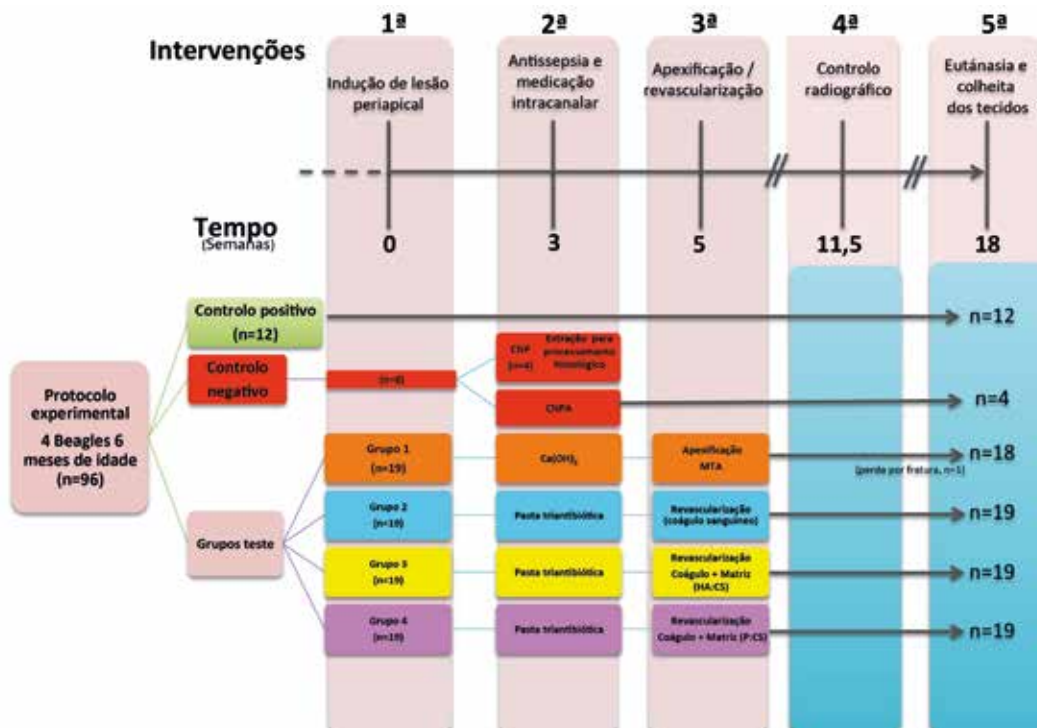 Intervenções
1ª
2ª
3ª
4ª
5ª
Indução de lesão
periapical
Antissepsia e
medicação
intracanalar
Apexificação /
revascularização
Controlo
radiográfico
Eutánasia e
colheita
dos tecidos
Tempo
(Semanas)
0
3
5
11,5
18
Protocolo
experimental
4 Beagles 6
meses de idade
(n=96)
Controlo positivo
(n=12)
n=12
Controlo
negativo
Extração para
processamento
histológico
(n=4)
n=4
Grupos teste
Grupo 1
(n=19)
Ca(OH)₂
Apexificação
MTA
n=18
(perda por fratura, n=1)
Grupo 2
(n=19)
Pasta triantibiótica
Revascularização
(coágulo sanguíneo)
n=19
Grupo 3
(n=19)
Pasta triantibiótica
Revascularização
Coágulo + Matriz
(HA:CS)
n=19
Grupo 4
(n=19)
Pasta triantibiótica
Revascularização
Coágulo + Matriz (P:CS)
n=19